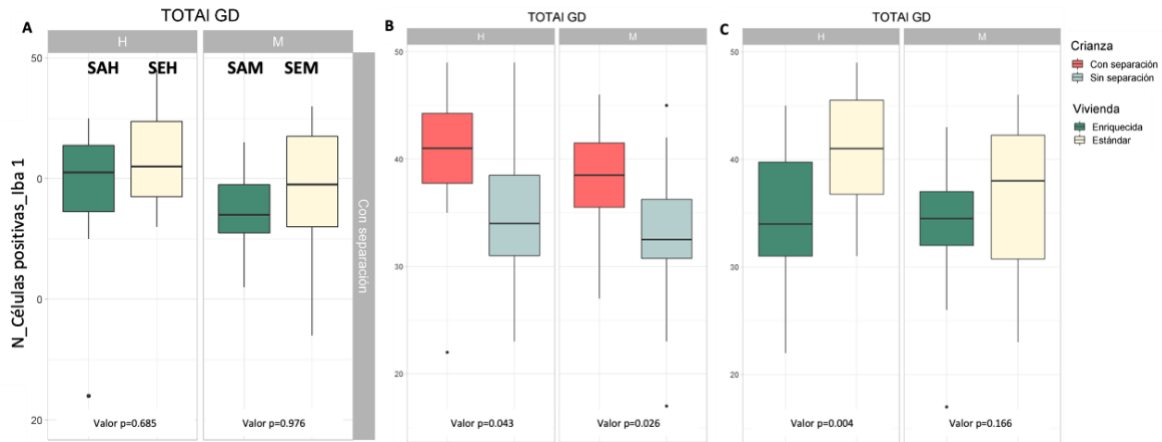 A
TOTAl GD
H
M
SAH
SEH
SAM
SEM
N_Células positivas_Iba 1
50
0
0
20
Con separación
Valor p=0.685
Valor p=0.976
B
TOTAl GD
H
M
50
40
30
20
Valor p=0.043
Valor p=0.026
C
TOTAl GD
H
M
50
40
30
20
Valor p=0.004
Valor p=0.166
Crianza
Con separación
Sin separación
Vivienda
Enriquecida
Estándar